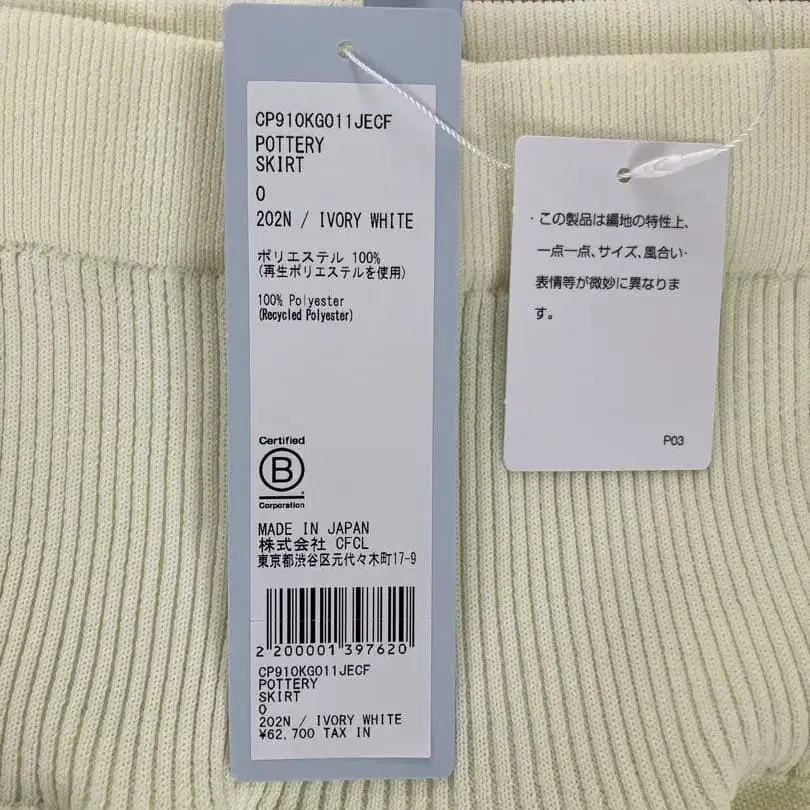 CP910KG011JECF
POTTERY
SKIRT
0
202N / IVORY WHITE
ポリエステル 100%
(再生ポリエステルを使用)
100% Polyester
(Recycled Polyester)
Certified
B
Corporation
MADE IN JAPAN
株式会社 CFCL
東京都渋谷区元代々木町17-9
2 200001 397620
CP910KG011JECF
POTTERY
SKIRT
0
202N / IVORY WHITE
¥62,700 TAX IN
・この製品は編地の特性上、
一点一点、サイズ、風合い・
表情等が微妙に異なりま
す。
P03